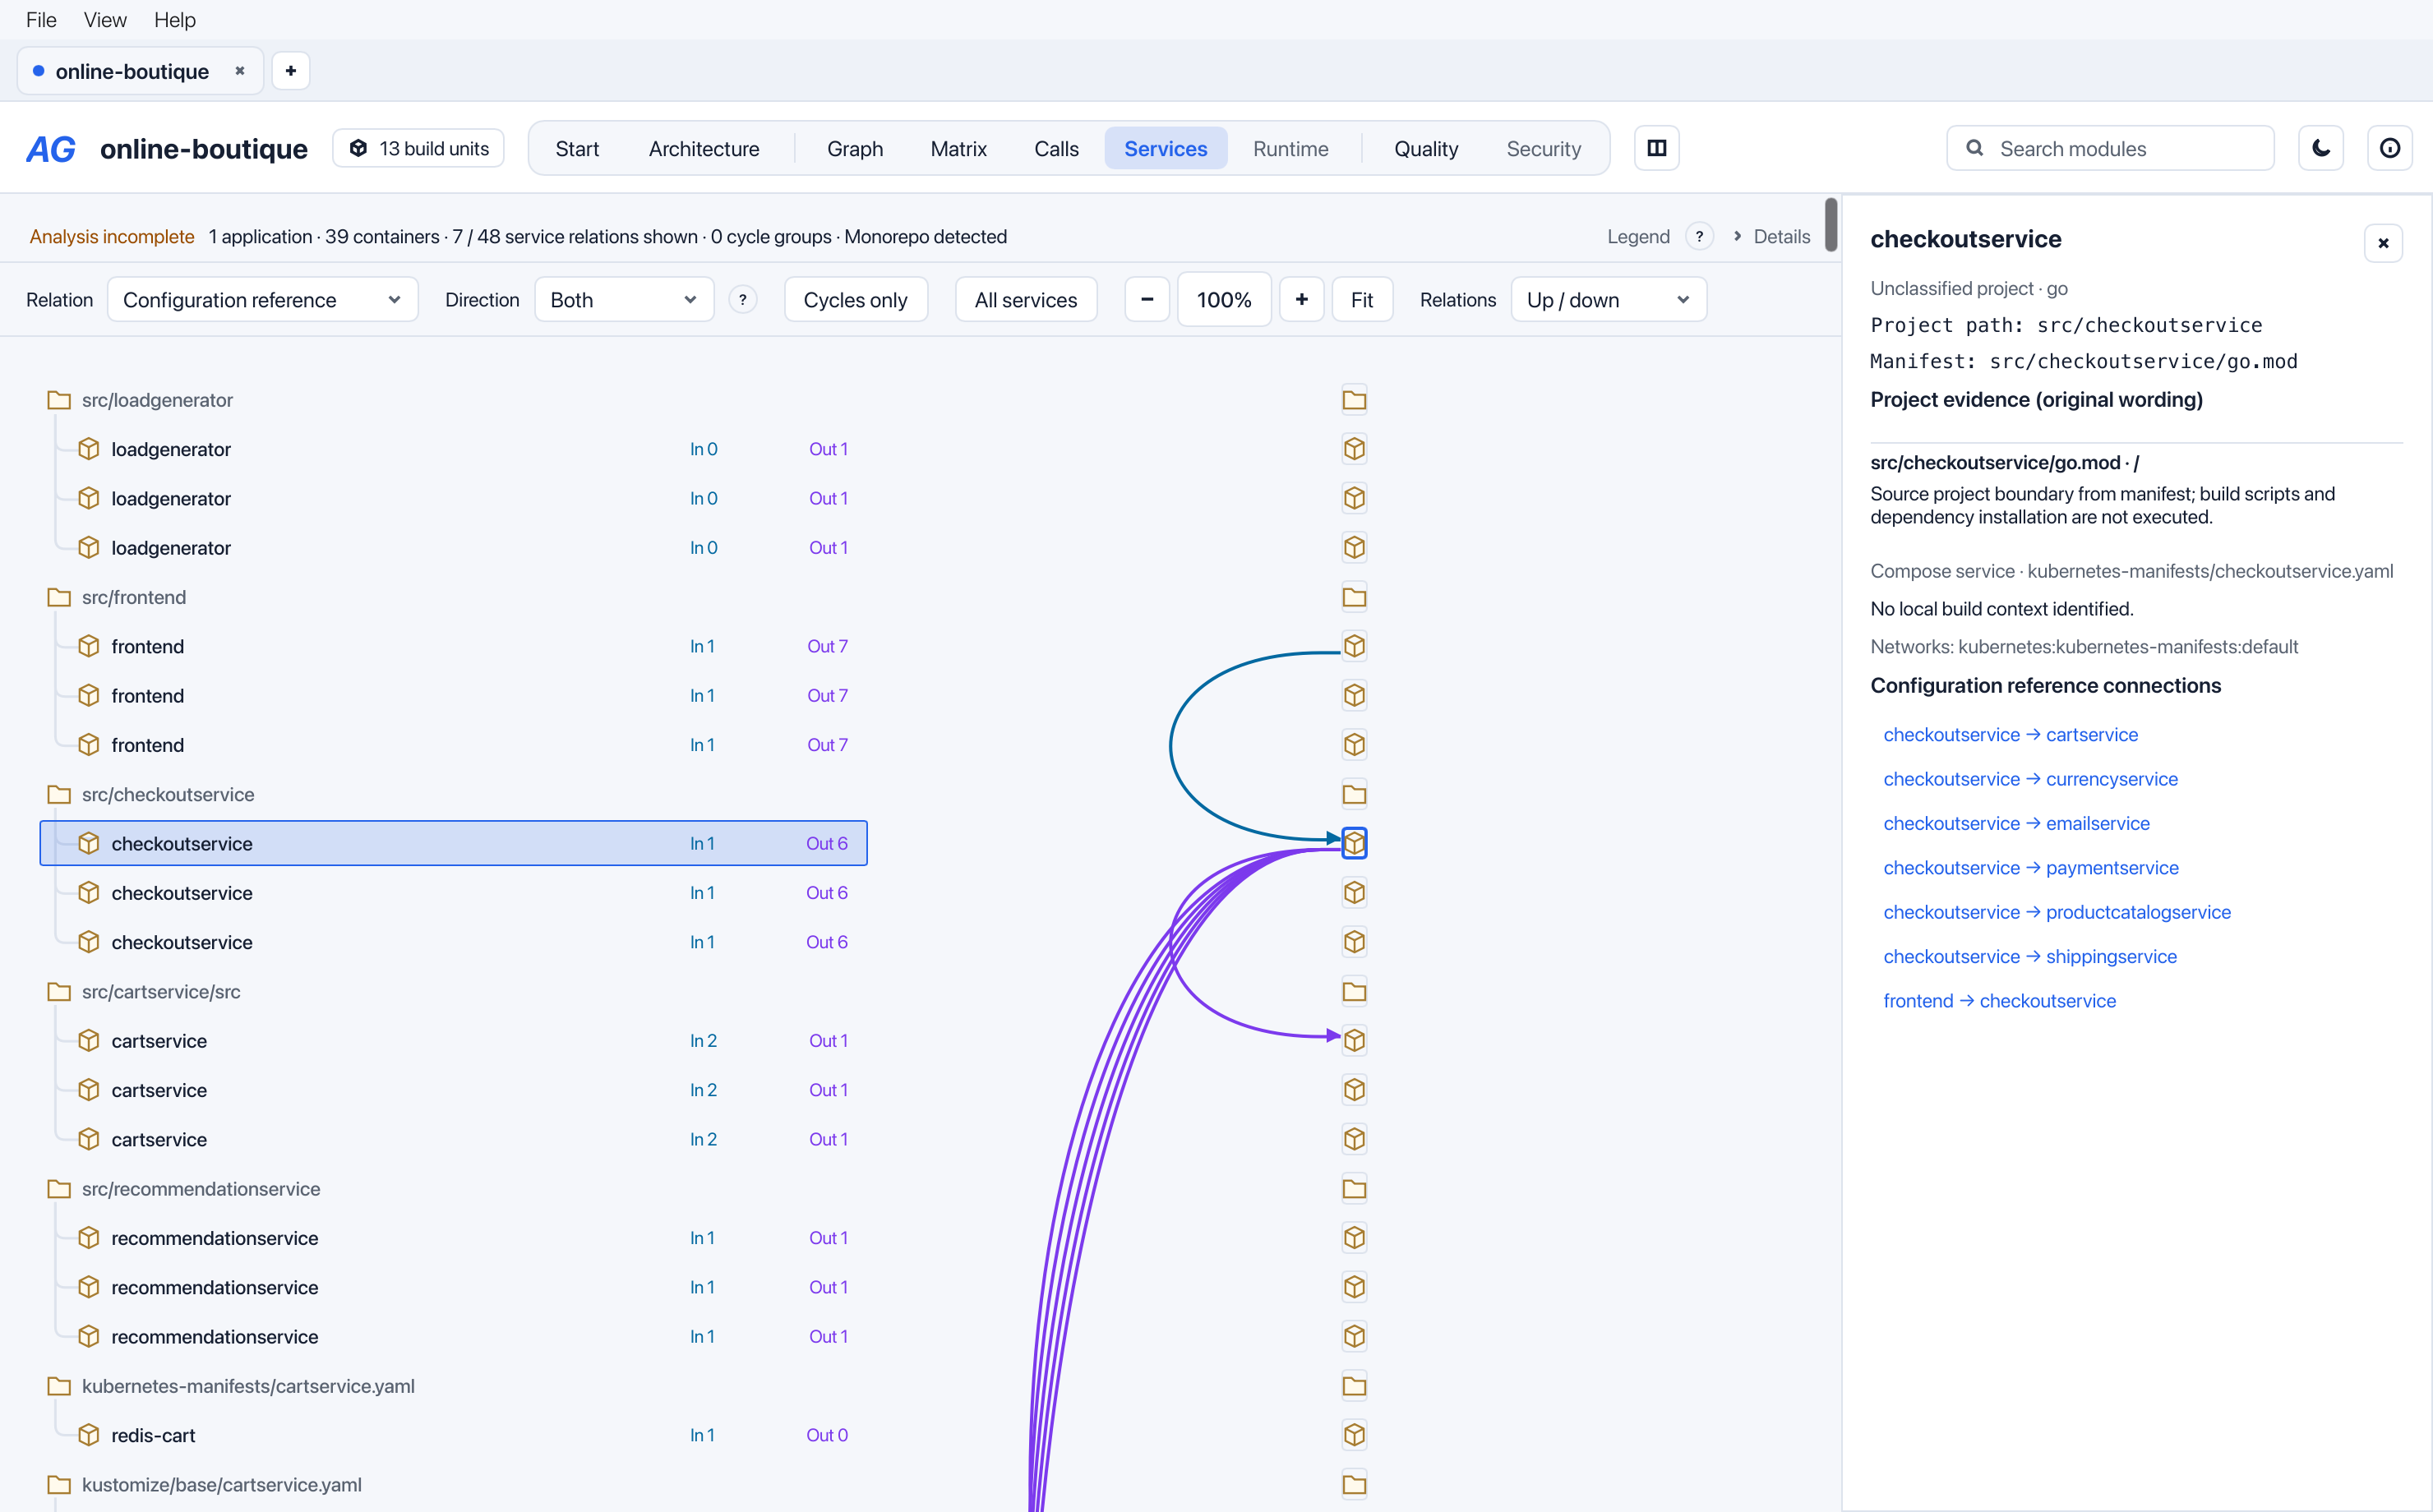 File View Help
online-boutique
AG online-boutique 13 build units Start Architecture Graph Matrix Calls Services Runtime Quality Security Search modules
Analysis incomplete 1 application · 39 containers · 7 / 48 service relations shown · 0 cycle groups · Monorepo detected Legend ? Details
Relation Configuration reference Direction Both ? Cycles only All services − 100% + Fit Relations Up / down
src/loadgenerator
loadgenerator In 0 Out 1
loadgenerator In 0 Out 1
loadgenerator In 0 Out 1
src/frontend
frontend In 1 Out 7
frontend In 1 Out 7
frontend In 1 Out 7
src/checkoutservice
checkoutservice In 1 Out 6
checkoutservice In 1 Out 6
checkoutservice In 1 Out 6
src/cartservice/src
cartservice In 2 Out 1
cartservice In 2 Out 1
cartservice In 2 Out 1
src/recommendationservice
recommendationservice In 1 Out 1
recommendationservice In 1 Out 1
recommendationservice In 1 Out 1
kubernetes-manifests/cartservice.yaml
redis-cart In 1 Out 0
kustomize/base/cartservice.yaml
checkoutservice
Unclassified project · go
Project path: src/checkoutservice
Manifest: src/checkoutservice/go.mod
Project evidence (original wording)
src/checkoutservice/go.mod · /
Source project boundary from manifest; build scripts and
dependency installation are not executed.
Compose service · kubernetes-manifests/checkoutservice.yaml
No local build context identified.
Networks: kubernetes:kubernetes-manifests:default
Configuration reference connections
checkoutservice → cartservice
checkoutservice → currencyservice
checkoutservice → emailservice
checkoutservice → paymentservice
checkoutservice → productcatalogservice
checkoutservice → shippingservice
frontend → checkoutservice